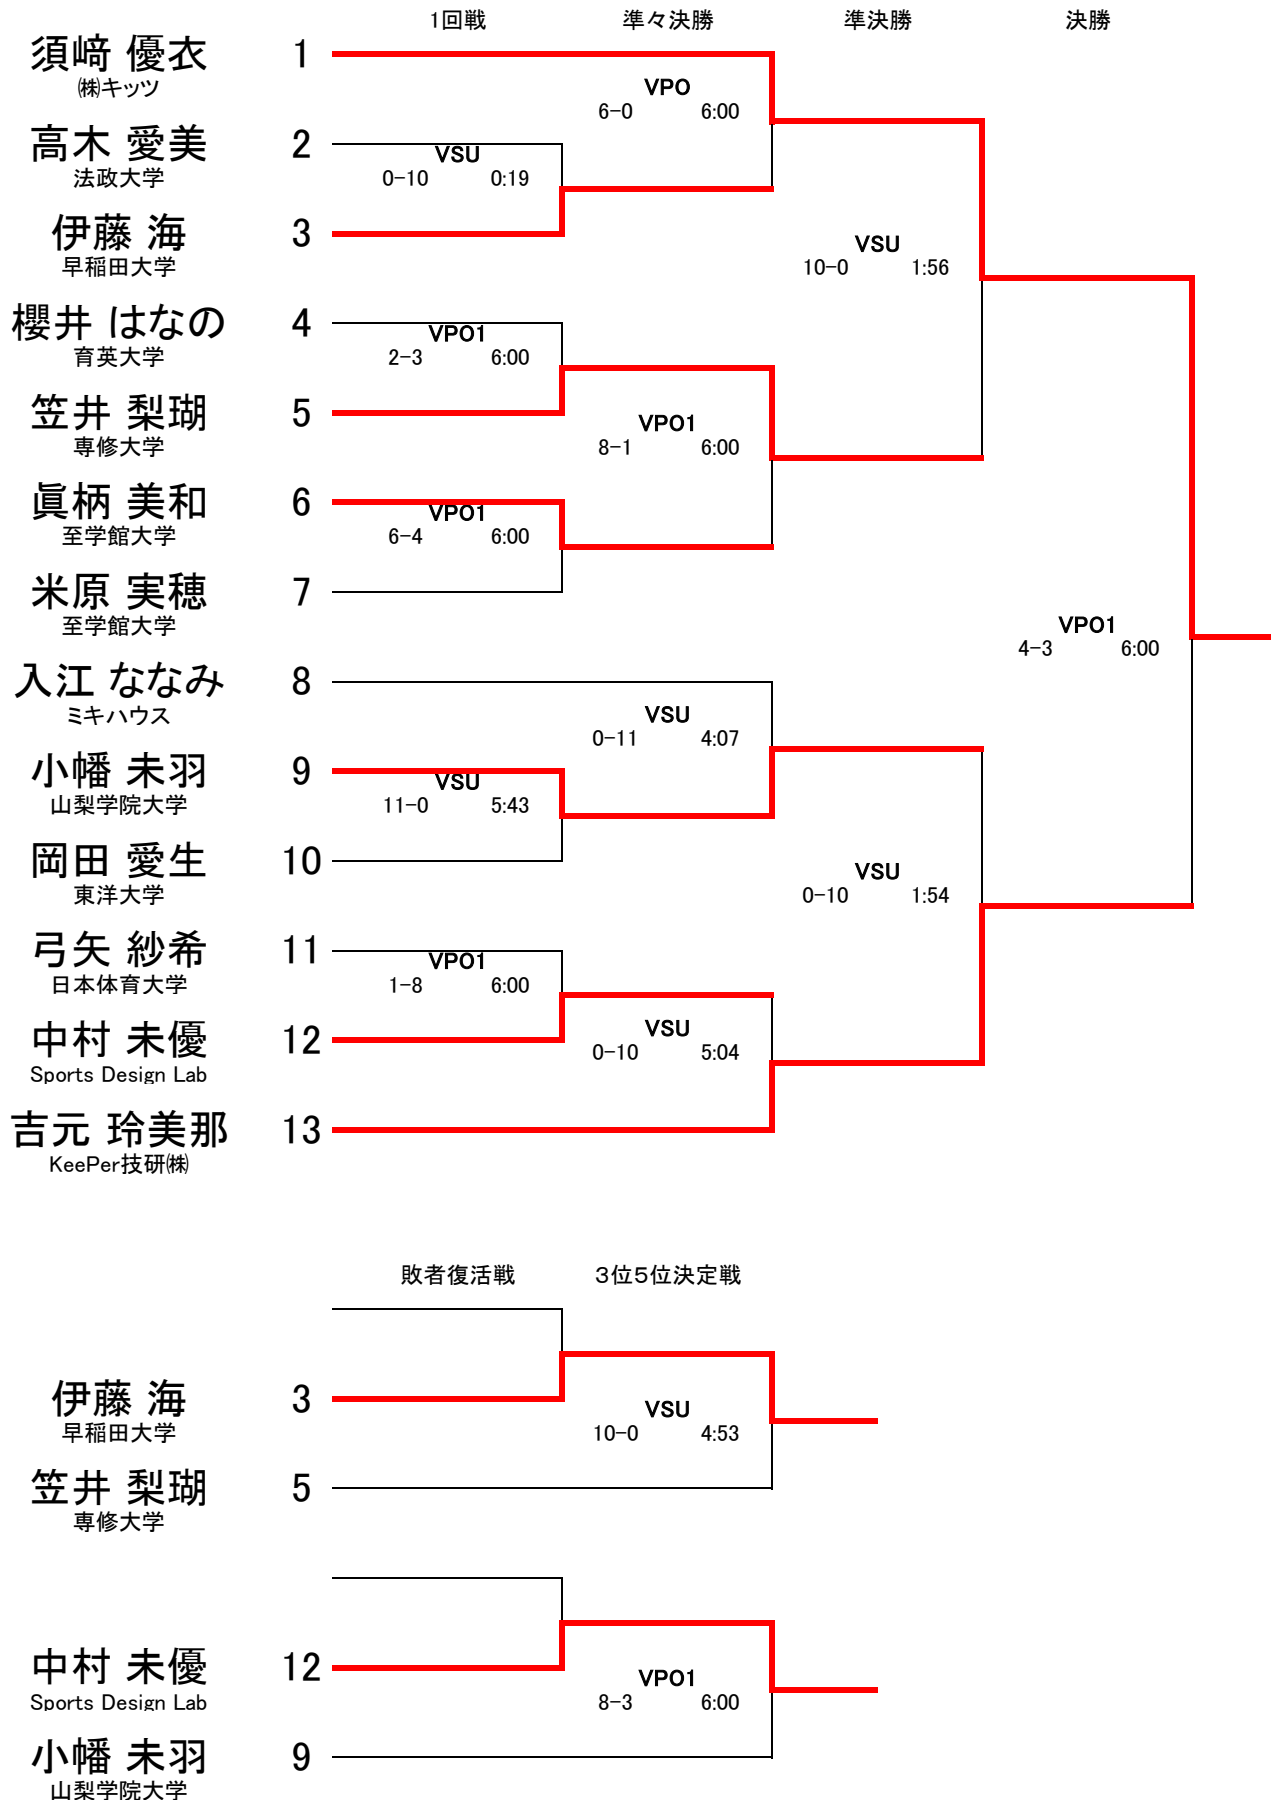 1回戦 準々決勝 準決勝 決勝
須﨑 優衣 1
㈱キッツ
VPO
6-0 6:00
高木 愛美 2
法政大学
VSU
0-10 0:19
伊藤 海 3
早稲田大学
VSU
10-0 1:56
櫻井 はなの 4
育英大学
VPO1
2-3 6:00
笠井 梨瑚 5
専修大学
VPO1
8-1 6:00
眞柄 美和 6
至学館大学
VPO1
6-4 6:00
米原 実穂 7
至学館大学
VPO1
4-3 6:00
入江 ななみ 8
ミキハウス
VSU
0-11 4:07
小幡 未羽 9
山梨学院大学
VSU
11-0 5:43
岡田 愛生 10
東洋大学
VSU
0-10 1:54
弓矢 紗希 11
日本体育大学
VPO1
1-8 6:00
中村 未優 12
Sports Design Lab
VSU
0-10 5:04
吉元 玲美那 13
KeePer技研㈱
敗者復活戦 3位5位決定戦
伊藤 海 3
早稲田大学
VSU
10-0 4:53
笠井 梨瑚 5
専修大学
中村 未優 12
Sports Design Lab
VPO1
8-3 6:00
小幡 未羽 9
山梨学院大学